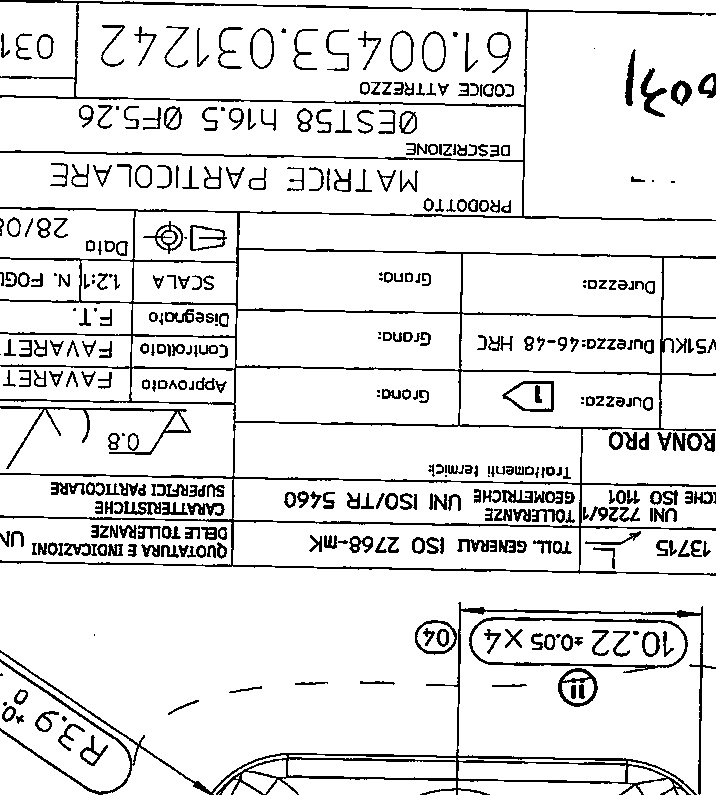 ii
10.22 ±0.05 x4
04
R3.9 +0.
0
13715
TOLL. GENERALI ISO 2768-mK
QUOTATURA E INDICAZIONI
DELLE TOLLERANZE
UN
UNI 7226/1
ICHE ISO 1101
TOLLERANZE
GEOMETRICHE UNI ISO/TR 5460
CARATTERISTICHE
SUPERFICI PARTICOLARE
RONA PRO
Trattamenti termici:
0.8 (
Durezza: 1 Grana: Approvato FAVARET
V51KU Durezza:46-48 HRC Grana: Controllato FAVARET
Disegnato F.T.
Durezza: Grana: SCALA 1.2:1 N. FOGL
Data 28/08
PRODOTTO
MATRICE PARTICOLARE
DESCRIZIONE
ØEST58 h16.5 ØF5.26
CODICE ATTREZZO
61.00453.031242
031